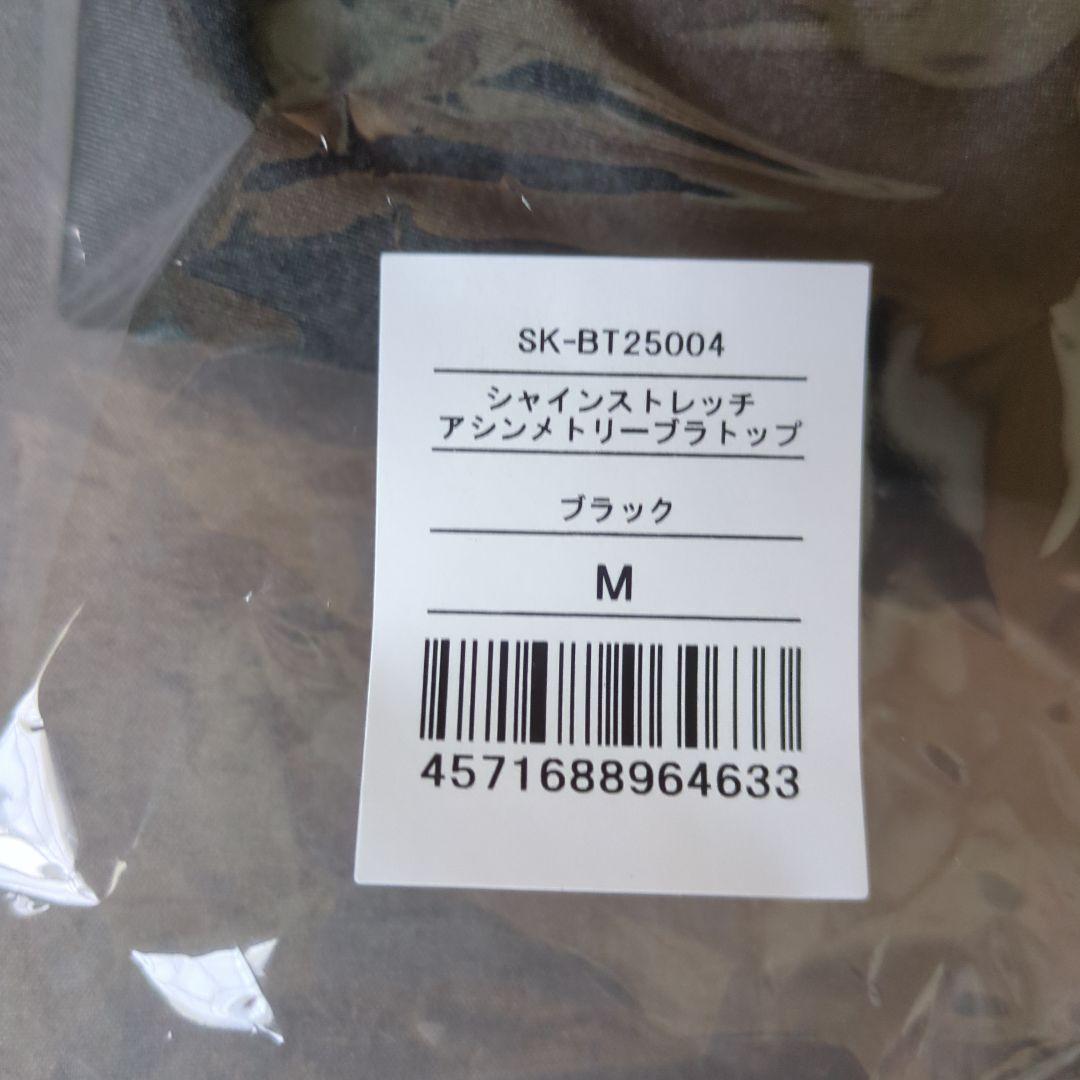 SK-BT25004
シャインストレッチ
アシンメトリーブラトップ
ブラック
M
4571688964633